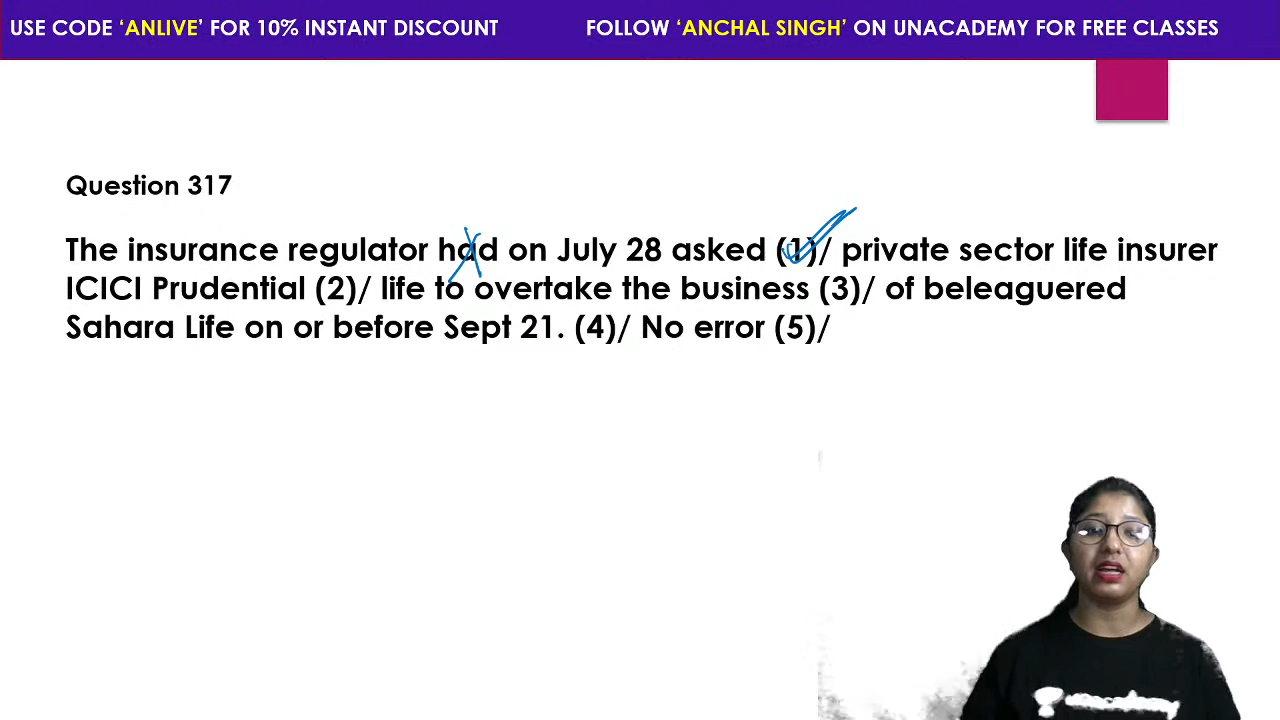 USE CODE ‘ANLIVE’ FOR 10% INSTANT DISCOUNT FOLLOW ‘ANCHAL SINGH’ ON UNACADEMY FOR FREE CLASSES
Question 317
The insurance regulator had on July 28 asked (1)/ private sector life insurer
ICICI Prudential (2)/ life to overtake the business (3)/ of beleaguered
Sahara Life on or before Sept 21. (4)/ No error (5)/
unacademy